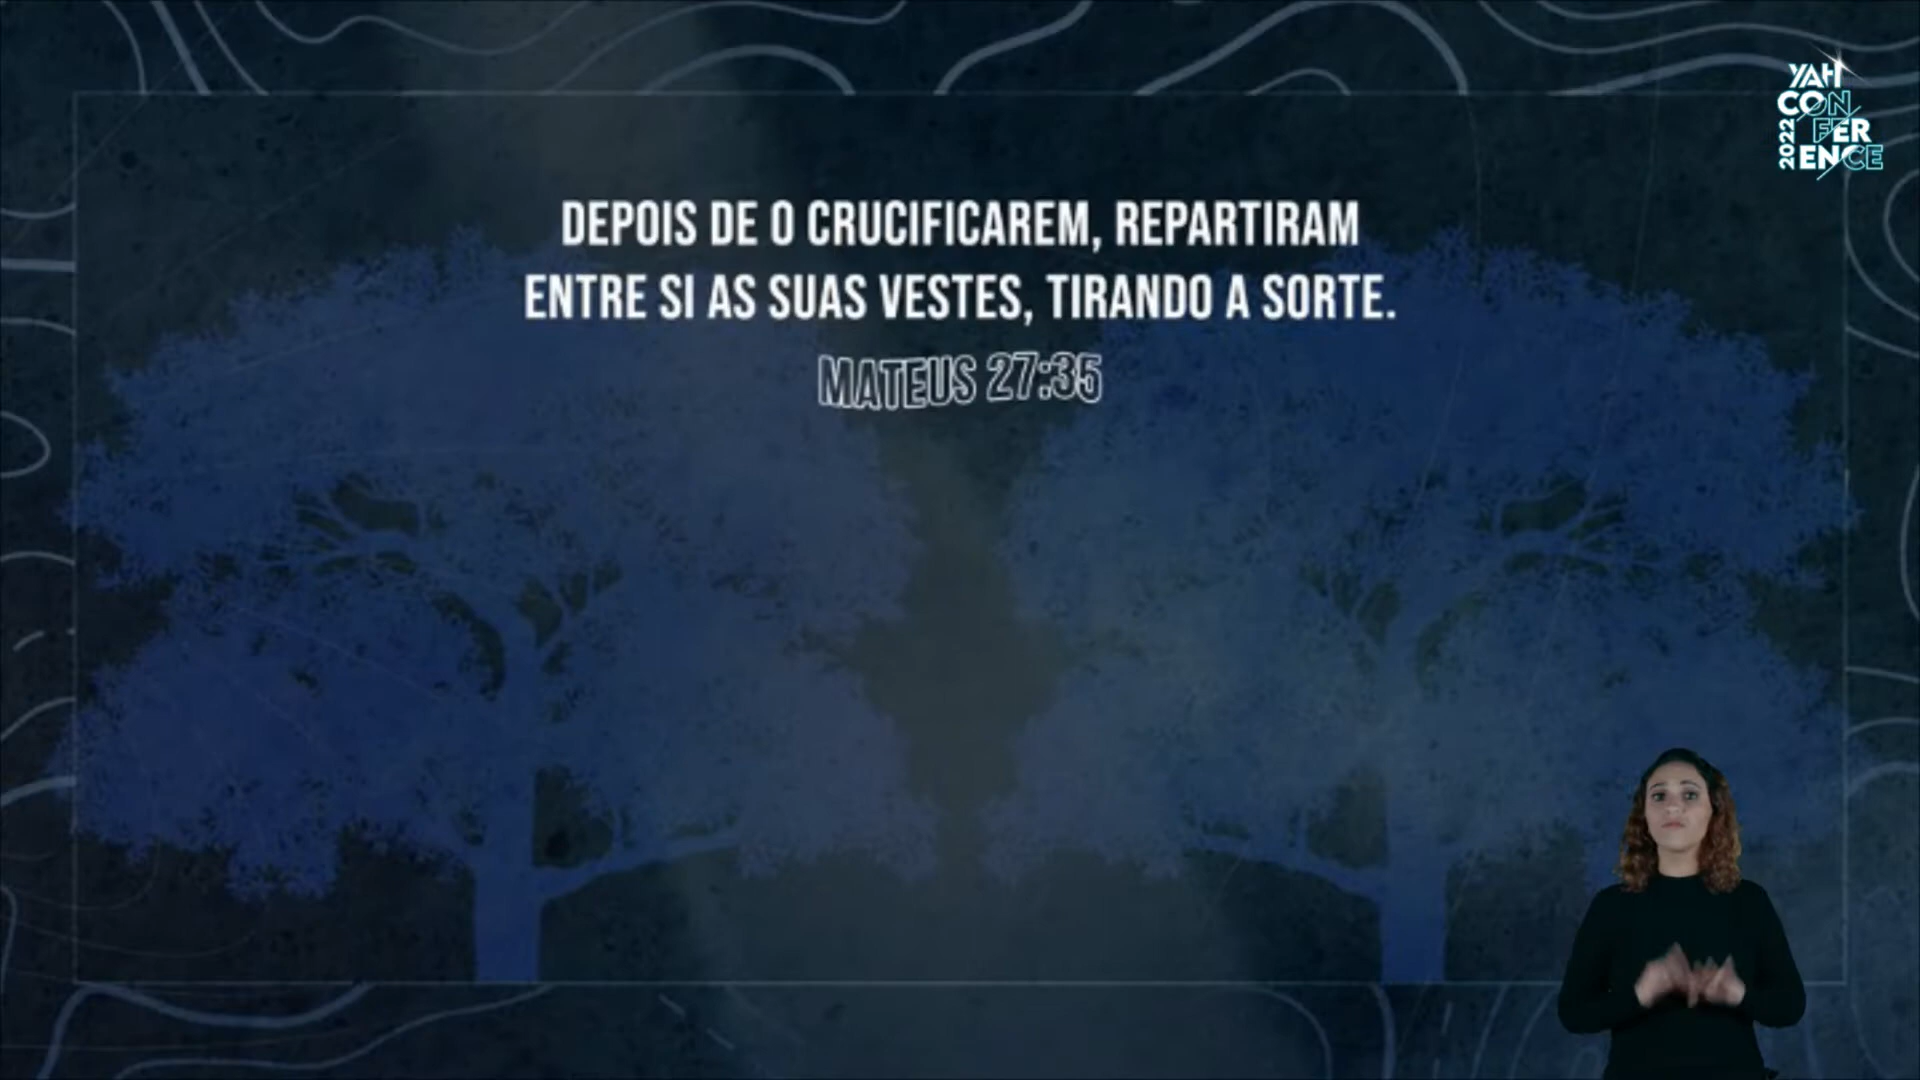 YAH
CON
FER
2022 ENCE
DEPOIS DE O CRUCIFICAREM, REPARTIRAM
ENTRE SI AS SUAS VESTES, TIRANDO A SORTE.
MATEUS 27:35